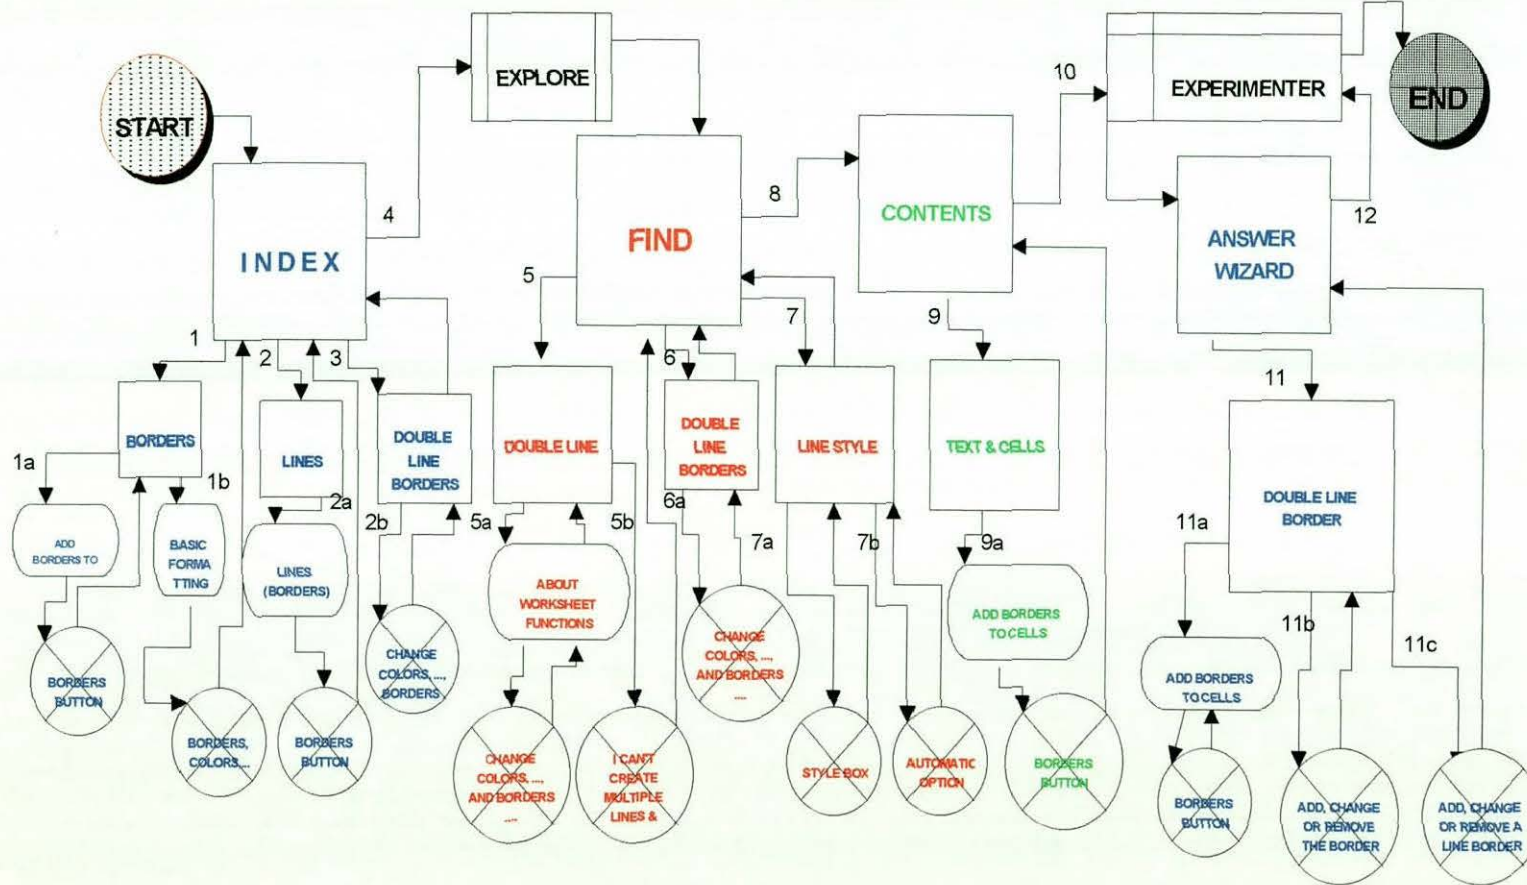 START
EXPLORE
EXPERIMENTER
END
INDEX
FIND
CONTENTS
ANSWER
WIZARD
4
8
10
12
1
2
3
5
6
7
9
11
BORDERS
LINES
DOUBLE
LINE
BORDERS
DOUBLE LINE
DOUBLE
LINE
BORDERS
LINE STYLE
TEXT & CELLS
DOUBLE LINE
BORDER
1a
1b
2a
2b
5a
5b
6a
7a
7b
9a
11a
11b
11c
ADD
BORDERS TO
BASIC
FORMA
TTING
LINES
(BORDERS)
ABOUT
WORKSHEET
FUNCTIONS
ADD BORDERS
TO CELLS
ADD BORDERS
TO CELLS
BORDERS
BUTTON
BORDERS,
COLORS,...
BORDERS
BUTTON
CHANGE
COLORS, ...,
BORDERS
CHANGE
COLORS, ...,
AND BORDERS
....
I CAN'T
CREATE
MULTIPLE
LINES &
CHANGE
COLORS, ...,
AND BORDERS
....
STYLE BOX
AUTOMATIC
OPTION
BORDERS
BUTTON
BORDERS
BUTTON
ADD, CHANGE
OR REMOVE
THE BORDER
ADD, CHANGE
OR REMOVE A
LINE BORDER